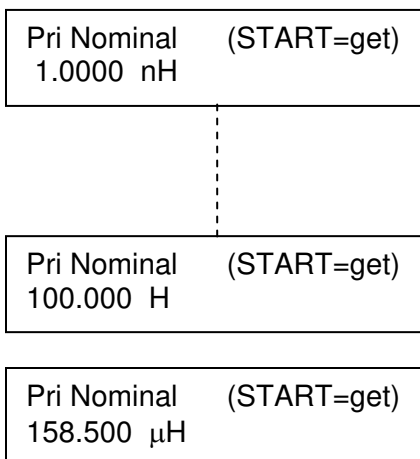 Pri Nominal (START=get)
1.0000 nH
Pri Nominal (START=get)
100.000 H
Pri Nominal (START=get)
158.500 μH